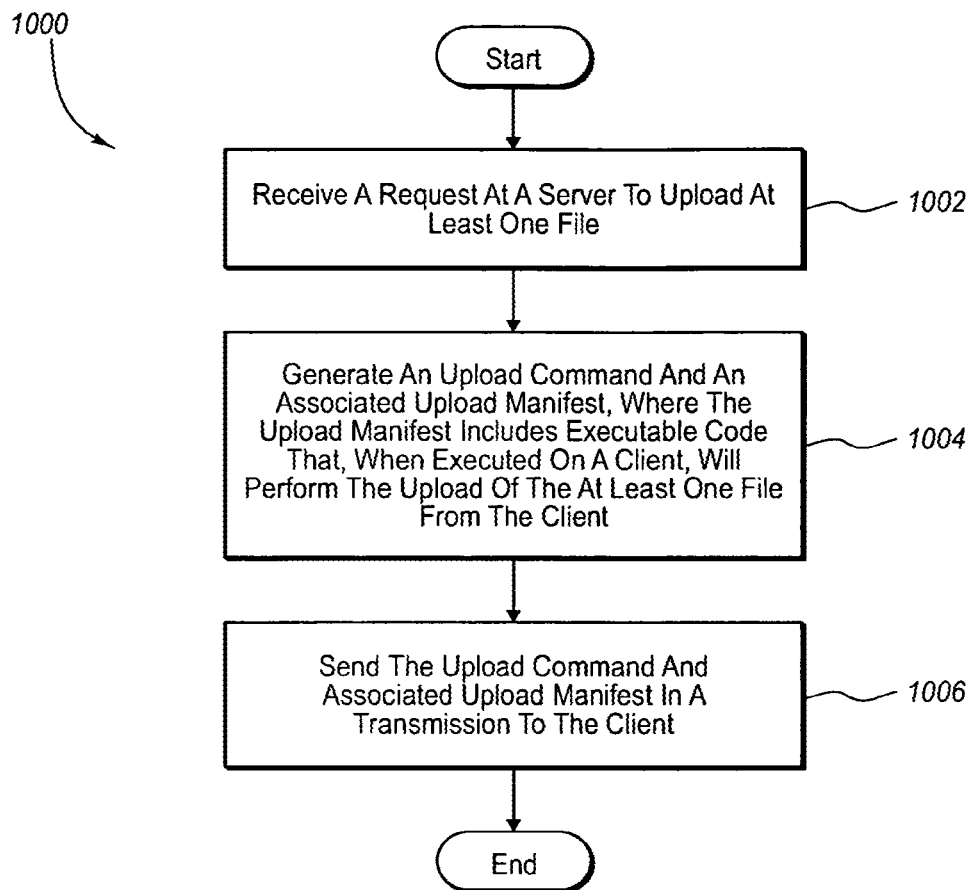 1000
Start
Receive A Request At A Server To Upload At
Least One File
1002
Generate An Upload Command And An
Associated Upload Manifest, Where The
Upload Manifest Includes Executable Code
That, When Executed On A Client, Will
Perform The Upload Of The At Least One File
From The Client
1004
Send The Upload Command And
Associated Upload Manifest In A
Transmission To The Client
1006
End